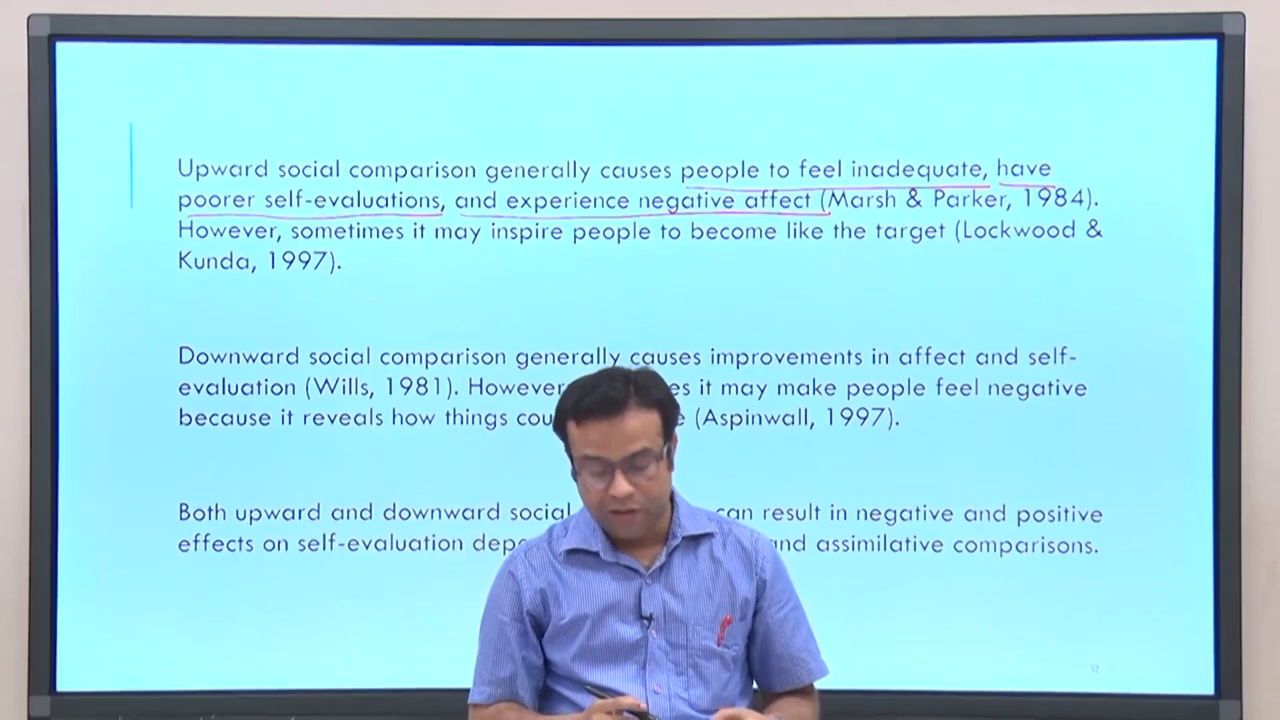 Upward social comparison generally causes people to feel inadequate, have
poorer self-evaluations, and experience negative affect (Marsh & Parker, 1984).
However, sometimes it may inspire people to become like the target (Lockwood &
Kunda, 1997).
Downward social comparison generally causes improvements in affect and self-
evaluation (Wills, 1981). However it may make people feel negative
because it reveals how things (Aspinwall, 1997).
Both upward and downward social can result in negative and positive
effects on self-evaluation and assimilative comparisons.